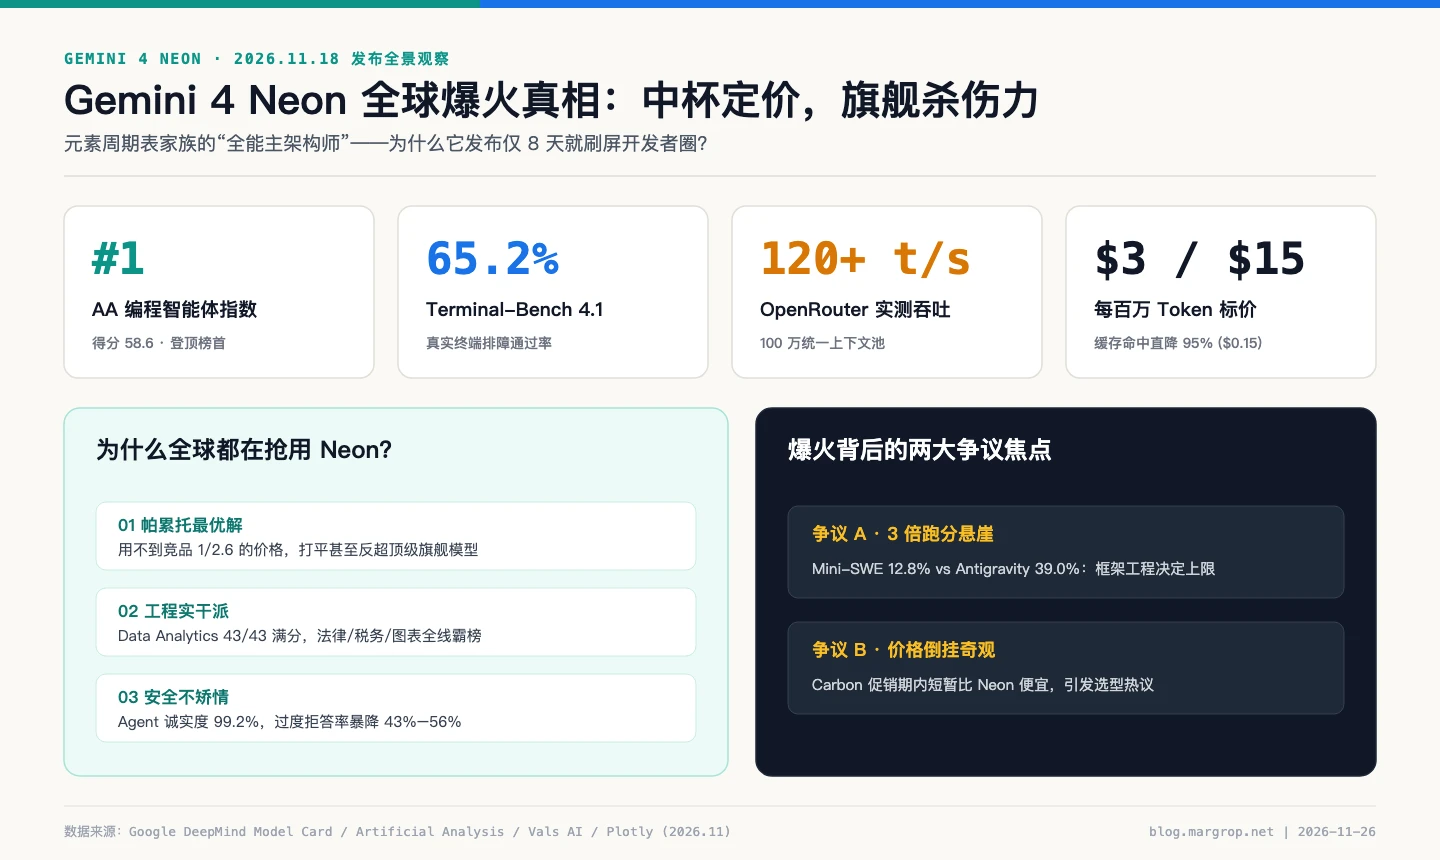 GEMINI 4 NEON · 2026.11.18 发布全景观察
Gemini 4 Neon 全球爆火真相：中杯定价，旗舰杀伤力
元素周期表家族的“全能主架构师”——为什么它发布仅 8 天就刷屏开发者圈？
#1
AA 编程智能体指数
得分 58.6 · 登顶榜首
65.2%
Terminal-Bench 4.1
真实终端排障通过率
120+ t/s
OpenRouter 实测吞吐
100 万统一上下文池
$3 / $15
每百万 Token 标价
缓存命中直降 95% ($0.15)
为什么全球都在抢用 Neon？
01 帕累托最优解
用不到竞品 1/2.6 的价格，打平甚至反超顶级旗舰模型
02 工程实干派
Data Analytics 43/43 满分，法律/税务/图表全线霸榜
03 安全不矫情
Agent 诚实度 99.2%，过度拒答率暴降 43%–56%
爆火背后的两大争议焦点
争议 A · 3 倍跑分悬崖
Mini-SWE 12.8% vs Antigravity 39.0%：框架工程决定上限
争议 B · 价格倒挂奇观
Carbon 促销期内短暂比 Neon 便宜，引发选型热议
数据来源：Google DeepMind Model Card / Artificial Analysis / Vals AI / Plotly (2026.11)
blog.margrop.net | 2026-11-26